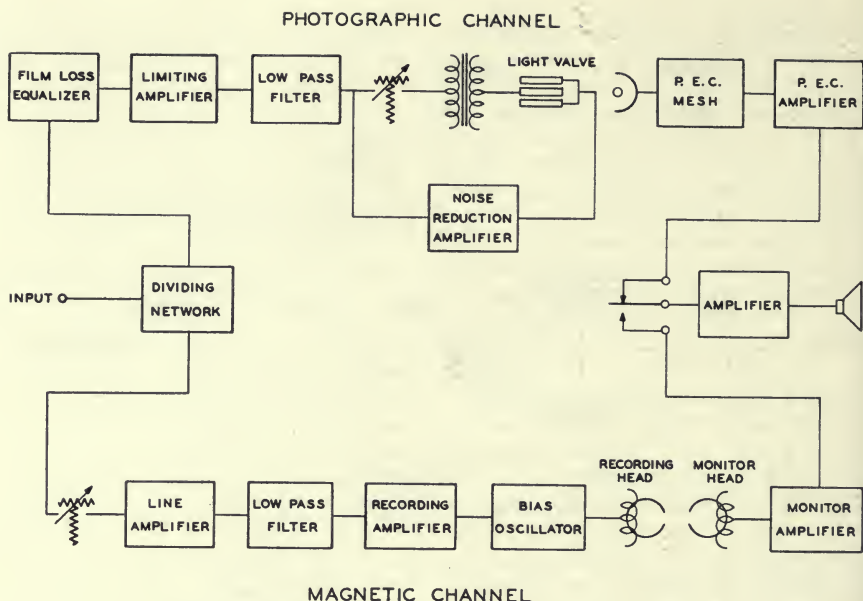 PHOTOGRAPHIC CHANNEL
FILM LOSS
EQUALIZER
LIMITING
AMPLIFIER
LOW PASS
FILTER
LIGHT VALVE
P. E. C.
MESH
P. E. C.
AMPLIFIER
NOISE
REDUCTION
AMPLIFIER
INPUT
DIVIDING
NETWORK
AMPLIFIER
LINE
AMPLIFIER
LOW PASS
FILTER
RECORDING
AMPLIFIER
BIAS
OSCILLATOR
RECORDING
HEAD
MONITOR
HEAD
MONITOR
AMPLIFIER
MAGNETIC CHANNEL